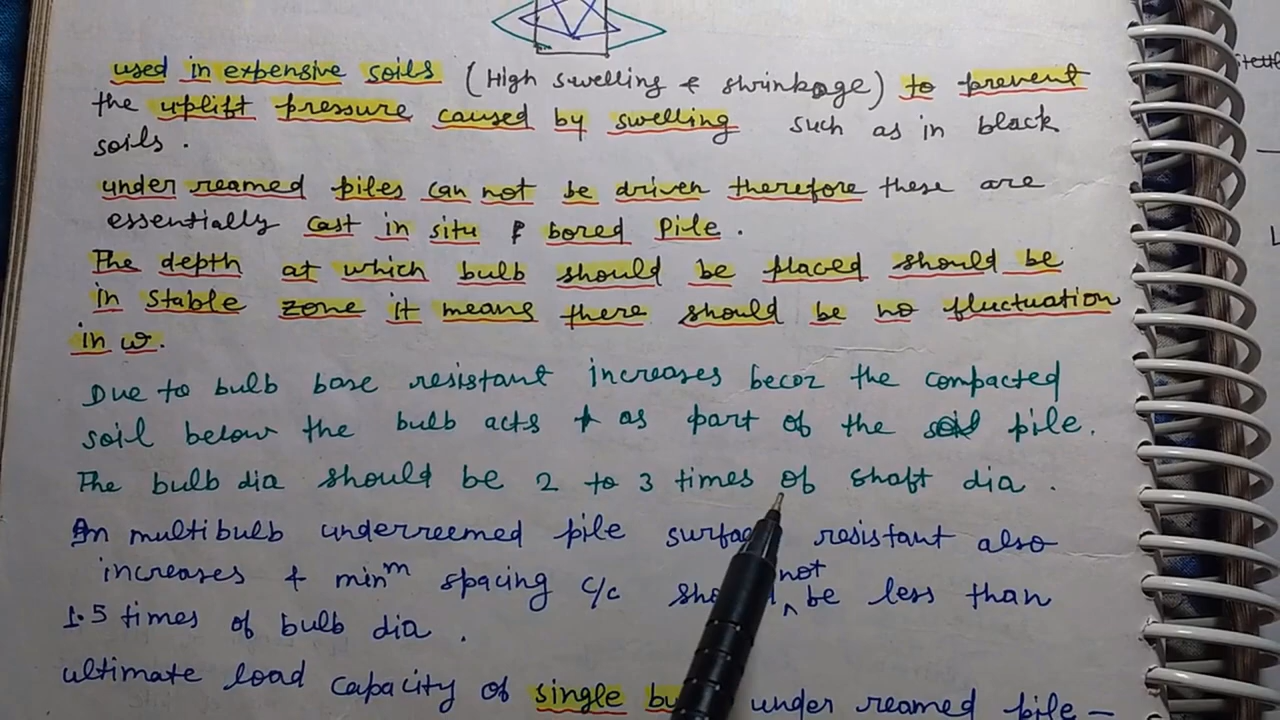 used in expensive soils (High swelling & shrinkage) to prevent
the uplift pressure caused by swelling such as in black
soils.
under reamed piles can not be driven therefore these are
essentially cast in situ & bored pile.
The depth at which bulb should be placed should be
in stable zone it means there should be no fluctuation
in w.
Due to bulb base resistant increases becoz the compacted
soil below the bulb acts as part of the pile.
The bulb dia should be 2 to 3 times of shaft dia.
In multibulb underreemed pile surface resistant also
increases & minm spacing c/c should not be less than
1.5 times of bulb dia.
ultimate load capacity of single under reamed pile -